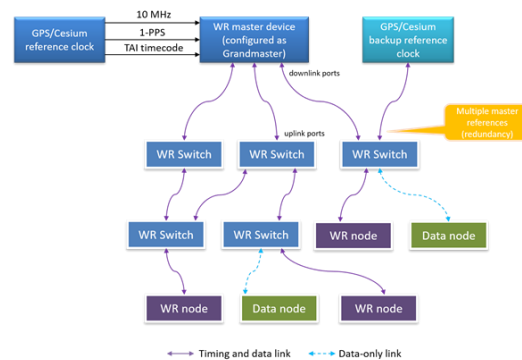 GPS/Cesium
reference clock
10 MHz
1-PPS
TAI timecode
WR master device
(configured as
Grandmaster)
GPS/Cesium
backup reference
clock
downlink ports
uplink ports
Multiple master
references
(redundancy)
WR Switch
WR Switch
WR Switch
WR Switch
WR Switch
WR node
Data node
WR node
Data node
WR node
Timing and data link
Data-only link